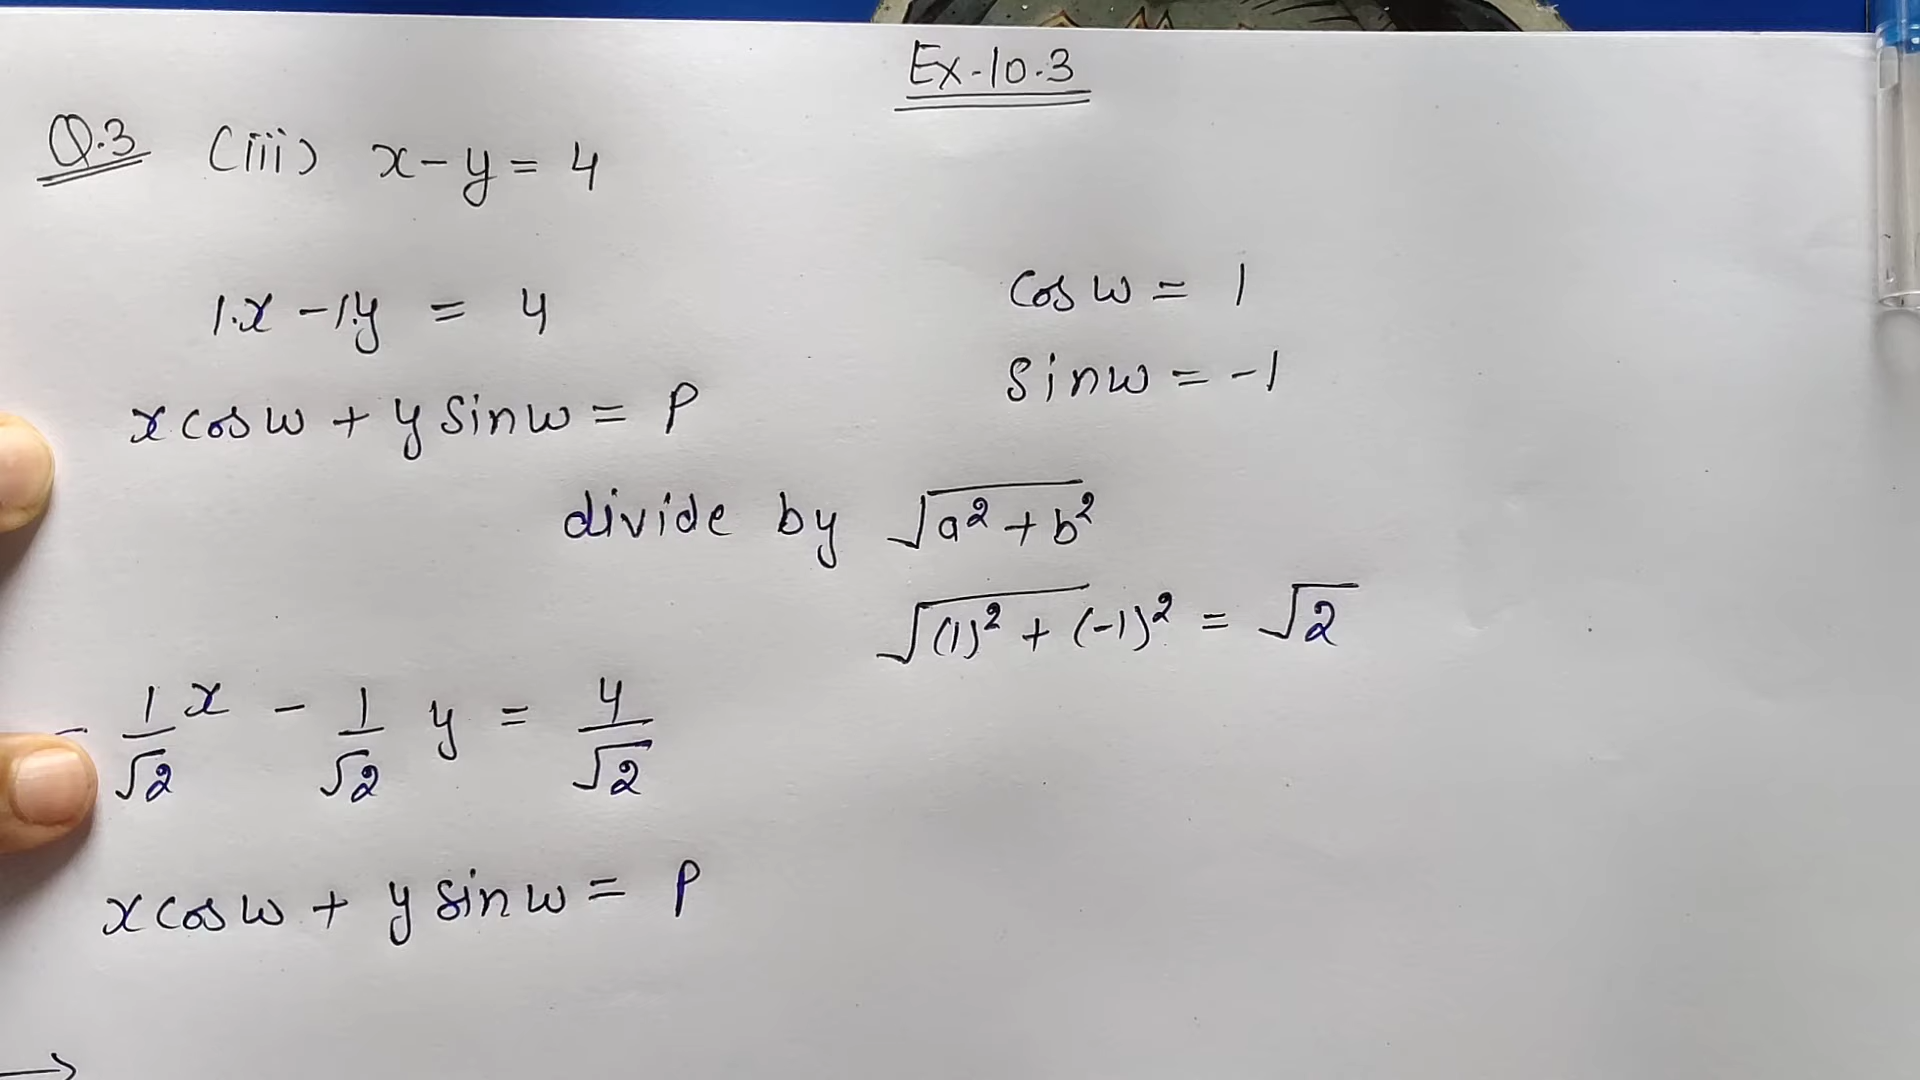 Ex-10.3
Q.3 (iii) x-y = 4
1.x -1.y = 4
cos w = 1
sin w = -1
x cos w + y sin w = P
divide by √a² + b²
√(1)² + (-1)² = √2
- 1/√2 x - 1/√2 y = 4/√2
x cos w + y sin w = P
→